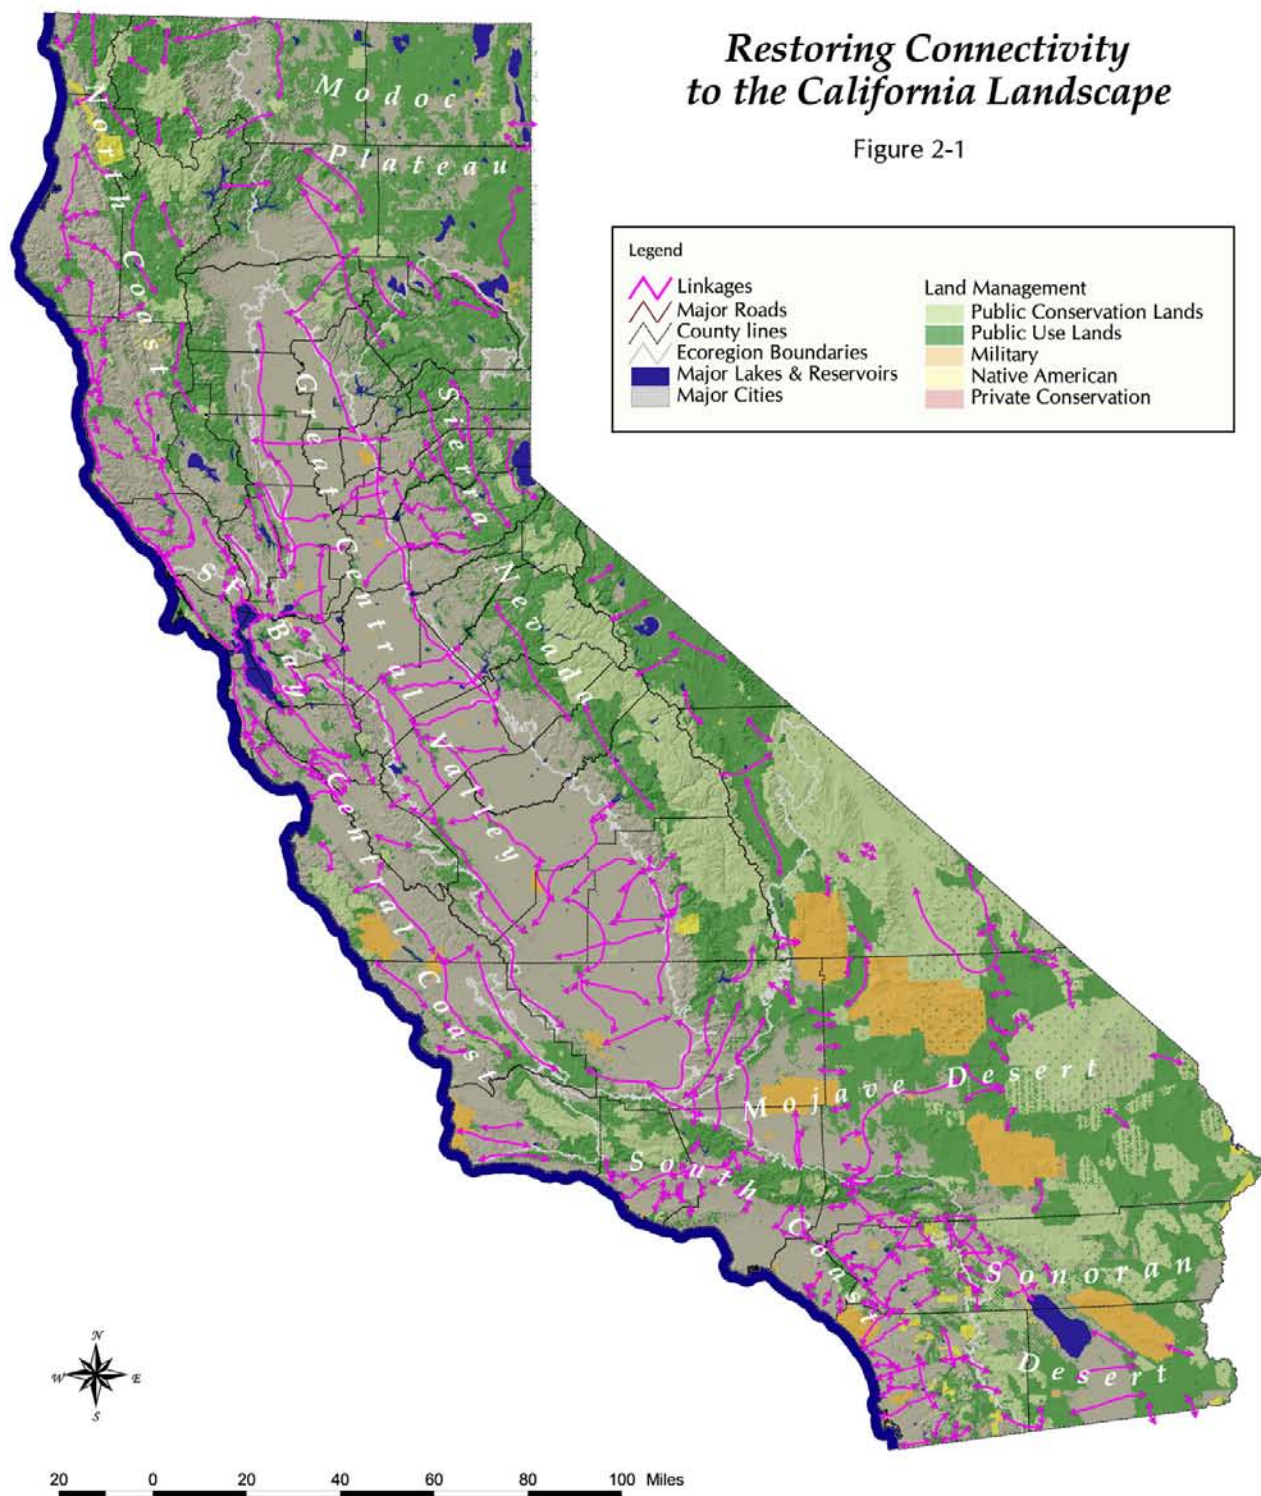 Restoring Connectivity
to the California Landscape
Figure 2-1
Legend
Linkages
Major Roads
County lines
Ecoregion Boundaries
Major Lakes & Reservoirs
Major Cities
Land Management
Public Conservation Lands
Public Use Lands
Military
Native American
Private Conservation
Modoc
Plateau
North
Coast
Great
Central
Valley
Sierra
Nevada
SF
Bay
Central
Coast
Mojave Desert
South
Coast
Sonoran
Desert
N
W E
S
20 0 20 40 60 80 100 Miles